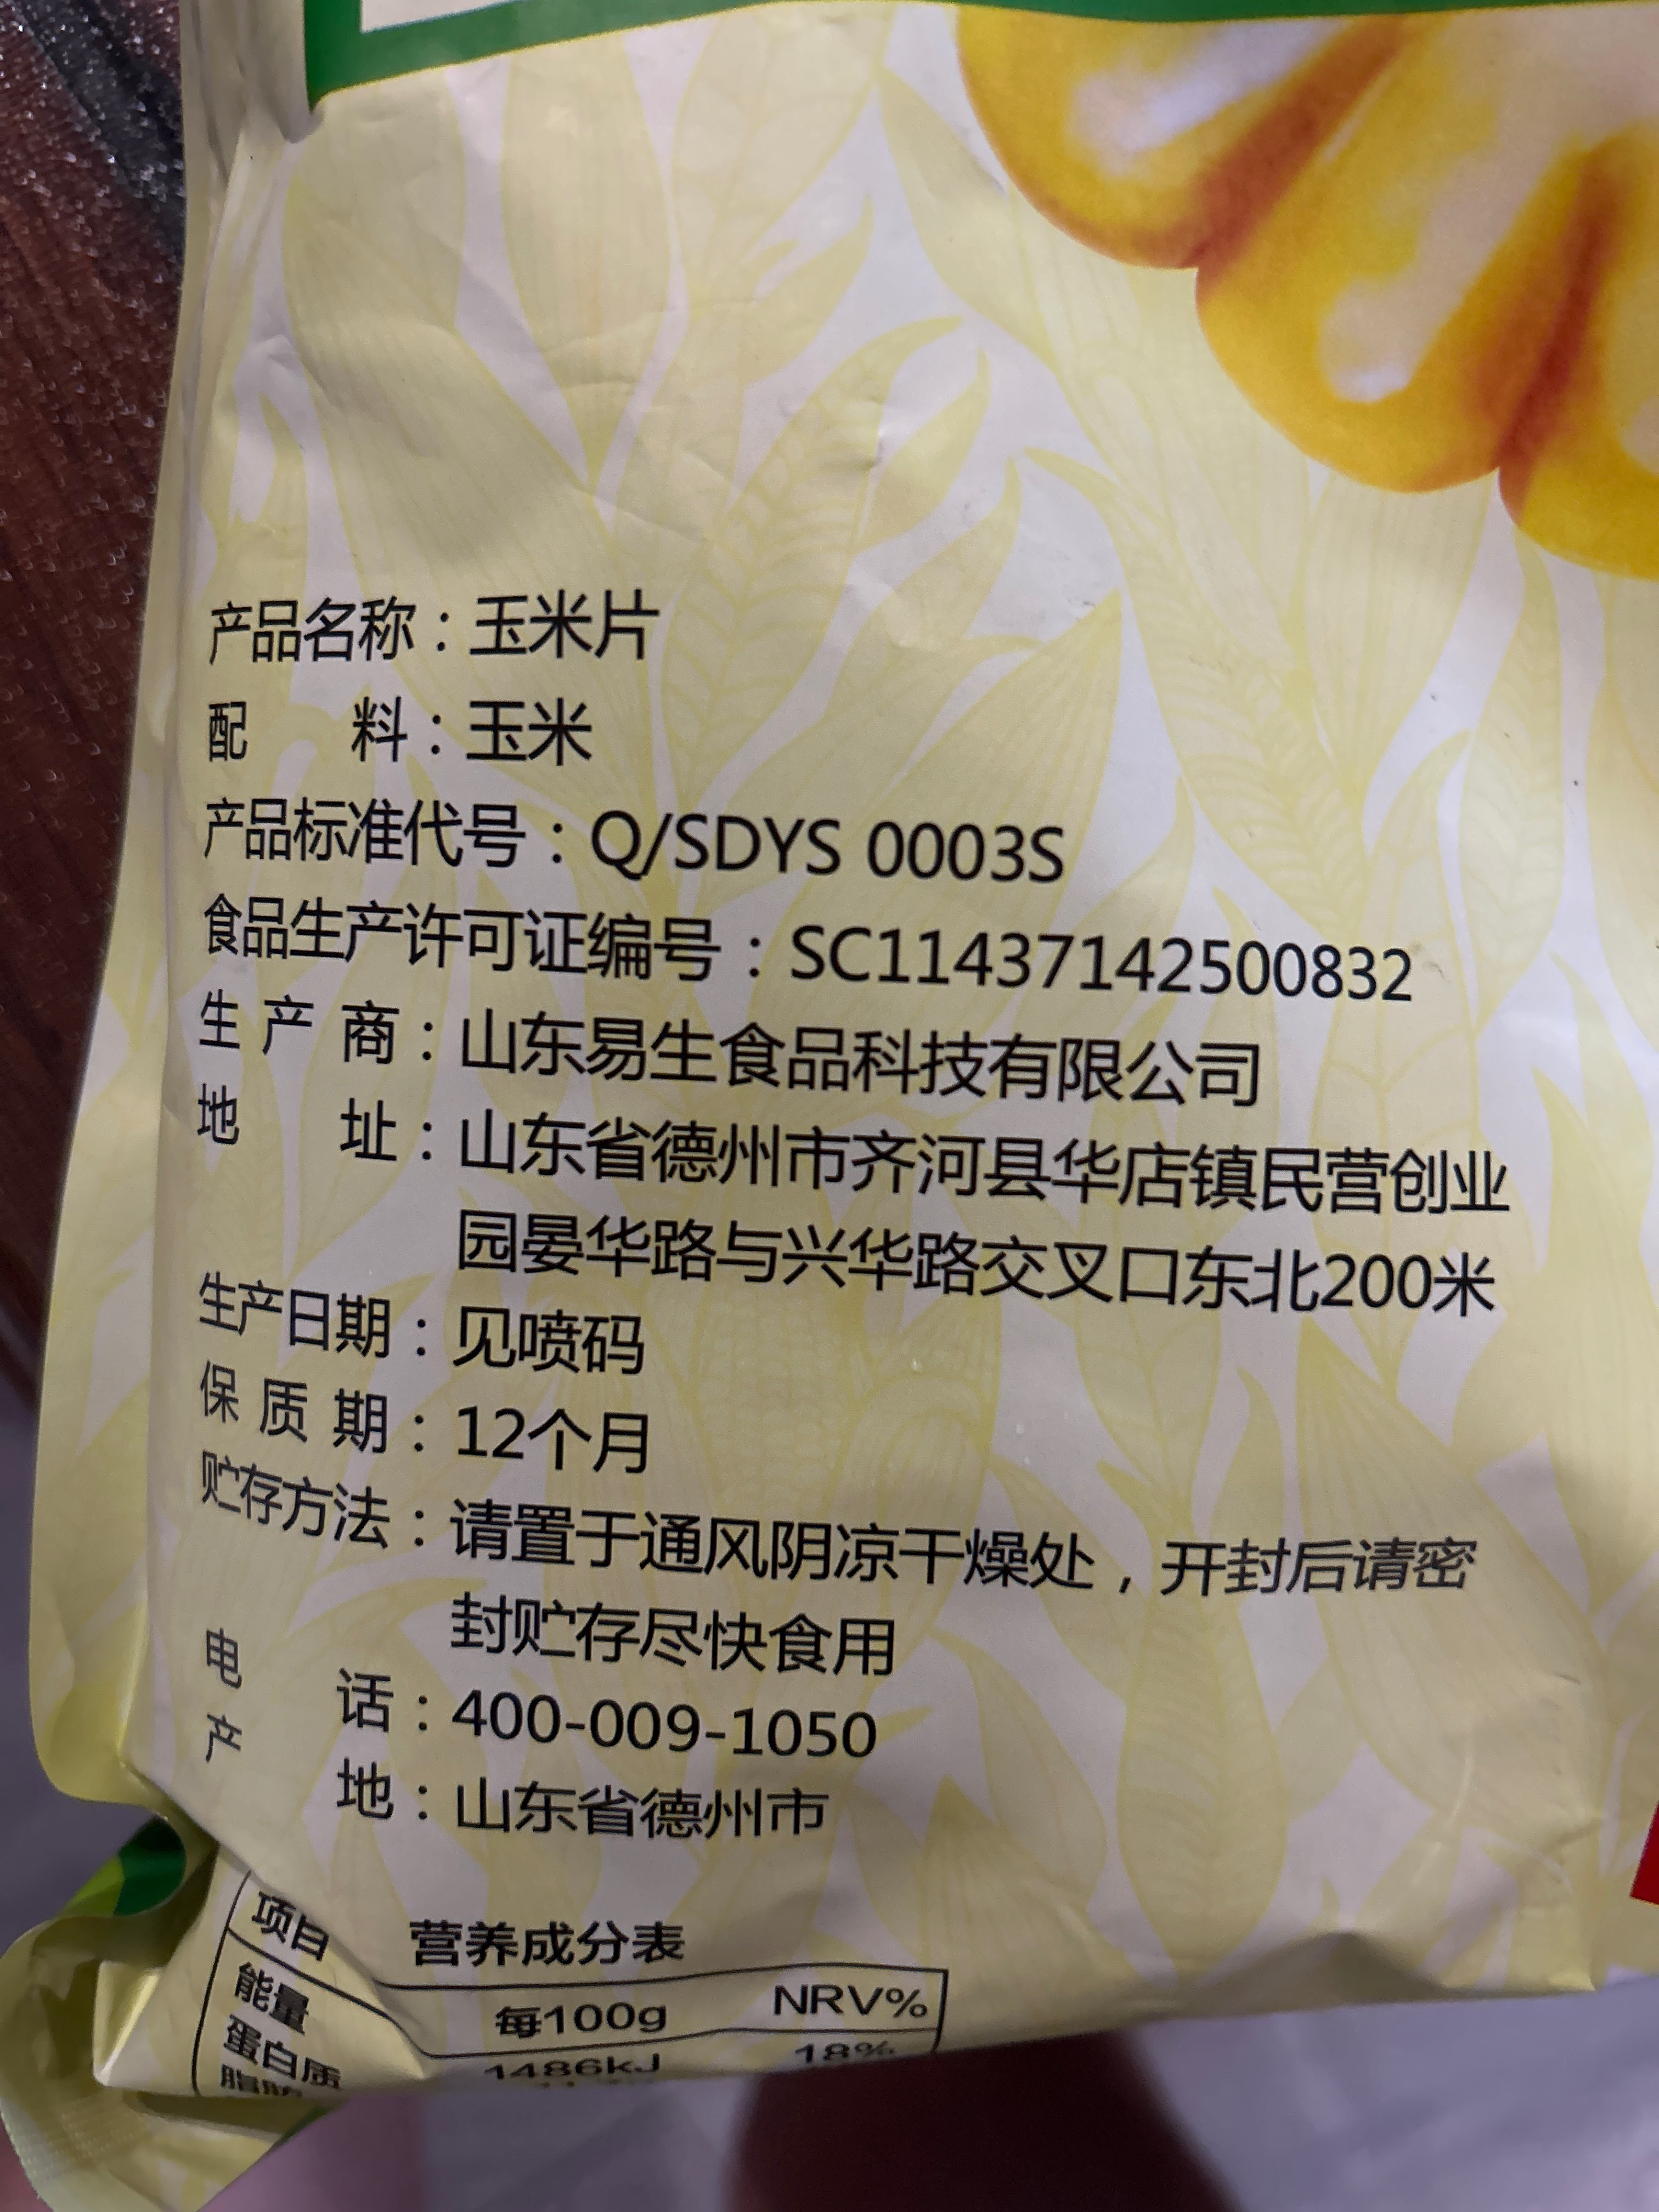 产品名称：玉米片
配料：玉米
产品标准代号：Q/SDYS 0003S
食品生产许可证编号：SC11437142500832
生产商：山东易生食品科技有限公司
地址：山东省德州市齐河县华店镇民营创业
园晏华路与兴华路交叉口东北200米
生产日期：见喷码
保质期：12个月
贮存方法：请置于通风阴凉干燥处，开封后请密
封贮存尽快食用
电话：400-009-1050
产地：山东省德州市
营养成分表
项目 每100g NRV%
能量 1486kJ 18%
蛋白质
脂肪